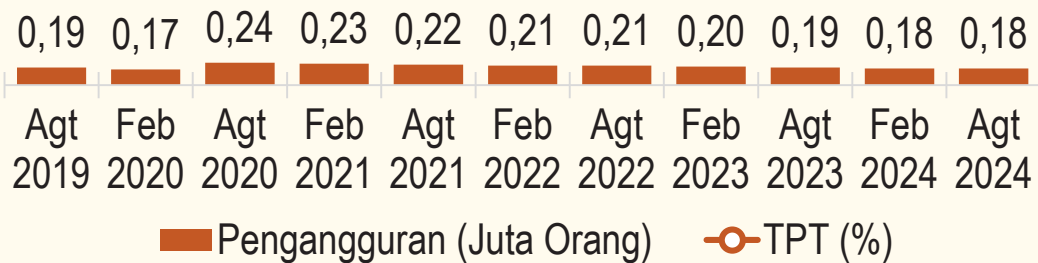 0,19 0,17 0,24 0,23 0,22 0,21 0,21 0,20 0,19 0,18 0,18
Agt Feb Agt Feb Agt Feb Agt Feb Agt Feb Agt
2019 2020 2020 2021 2021 2022 2022 2023 2023 2024 2024
Pengangguran (Juta Orang) TPT (%)